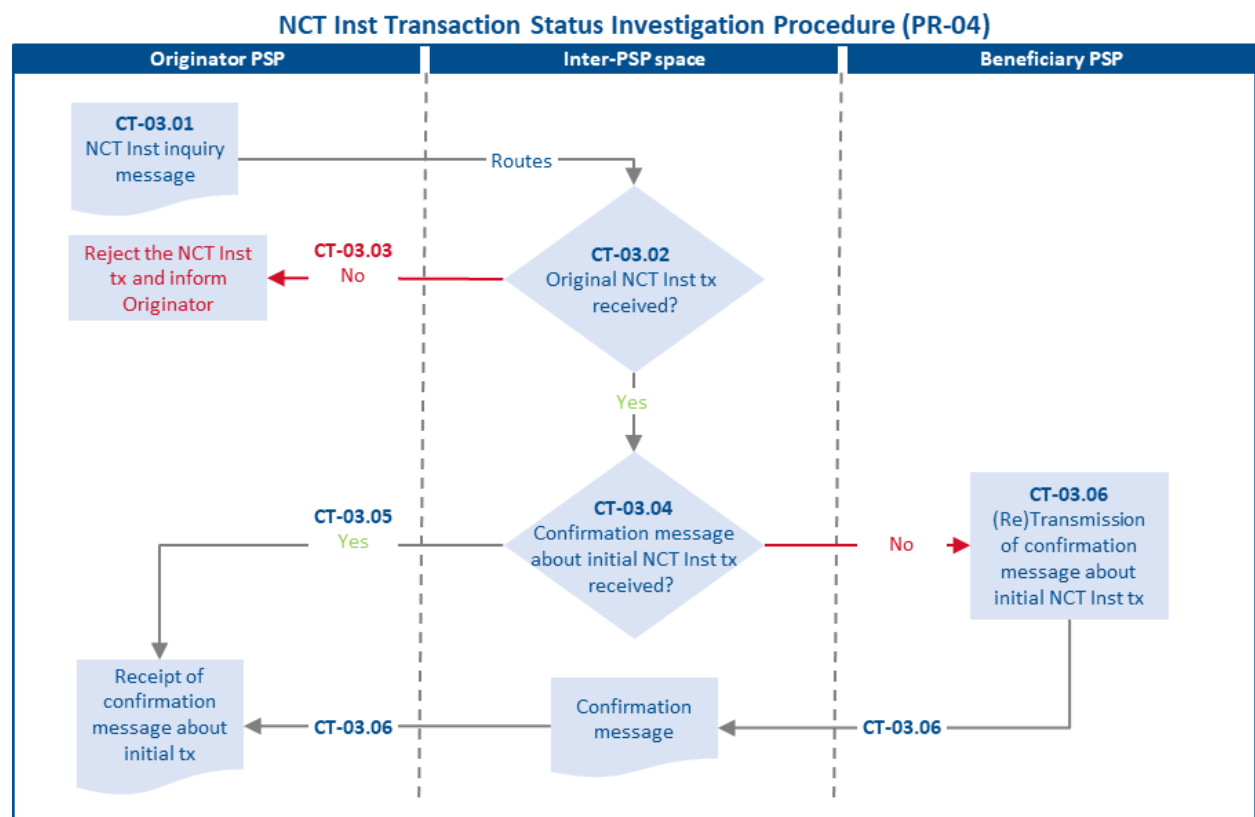 NCT Inst Transaction Status Investigation Procedure (PR-04)
Originator PSP
Inter-PSP space
Beneficiary PSP
CT-03.01
NCT Inst inquiry
message
Routes
CT-03.02
Original NCT Inst tx
received?
CT-03.03
No
Reject the NCT Inst
tx and inform
Originator
Yes
CT-03.04
Confirmation message
about initial NCT Inst tx
received?
CT-03.05
Yes
No
CT-03.06
(Re)Transmission
of confirmation
message about
initial NCT Inst tx
Receipt of
confirmation
message about
initial tx
CT-03.06
Confirmation
message
CT-03.06